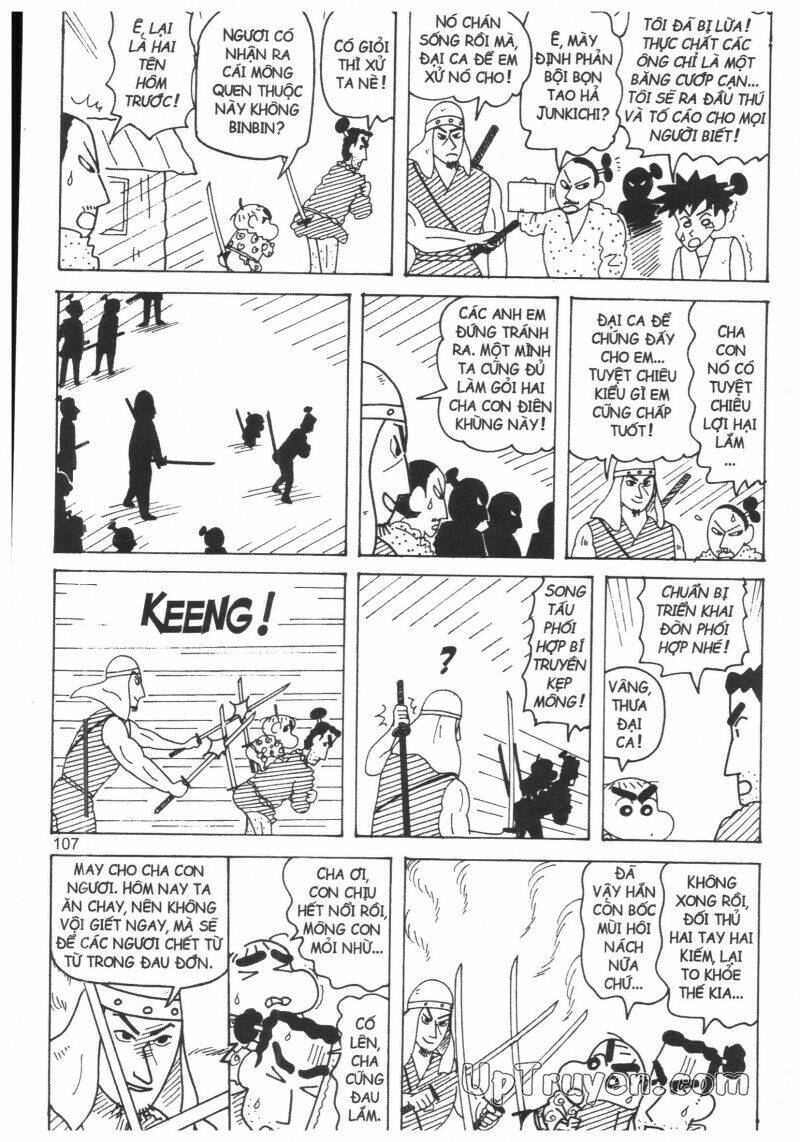 TÔI ĐÃ BỊ LỪA!
THỰC CHẤT CÁC
ÔNG CHỈ LÀ MỘT
BĂNG CƯỚP CẠN...
TÔI SẼ RA ĐẦU THÚ
VÀ TỐ CÁO CHO MỌI
NGƯỜI BIẾT!
Ê, MÀY
ĐỊNH PHẢN
BỘI BỌN
TAO HẢ
JUNKICHI?
NÓ CHÁN
SỐNG RỒI MÀ,
ĐẠI CA ĐỂ EM
XỬ NÓ CHO!
CÓ GIỎI
THÌ XỬ
TA NÈ!
NGƯƠI CÓ
NHẬN RA
CÁI MÔNG
QUEN THUỘC
NÀY KHÔNG
BINBIN?
Ê, LẠI
LÀ HAI
TÊN
HÔM
TRƯỚC!
CHA
CON
NÓ CÓ
TUYỆT
CHIÊU
LỢI HẠI
LẮM
...
ĐẠI CA ĐỂ
CHÚNG ĐẤY
CHO EM...
TUYỆT CHIÊU
KIỂU GÌ EM
CŨNG CHẤP
TUỐT!
CÁC ANH EM
ĐỨNG TRÁNH
RA. MỘT MÌNH
TA CŨNG ĐỦ
LÀM GỎI HAI
CHA CON ĐIÊN
KHÙNG NÀY!
CHUẨN BỊ
TRIỂN KHAI
ĐÒN PHỐI
HỢP NHÉ!
VÂNG,
THƯA
ĐẠI
CA!
SONG
TẤU
PHỐI
HỢP BÍ
TRUYỀN
KẸP
MÔNG!
?
KEENG!
107
KHÔNG
XONG RỒI,
ĐỐI THỦ
HAI TAY HAI
KIẾM, LẠI
TO KHỎE
THẾ KIA...
ĐÃ
VẬY HẮN
CÒN BỐC
MÙI HÔI
NÁCH
NỮA
CHỨ...
CHA ƠI,
CON CHỊU
HẾT NỔI RỒI,
MÔNG CON
MỎI NHỪ...
CỐ
LÊN,
CHA
CŨNG
ĐAU
LẮM.
MAY CHO CHA CON
NGƯƠI. HÔM NAY TA
ĂN CHAY, NÊN KHÔNG
VỘI GIẾT NGAY, MÀ SẼ
ĐỂ CÁC NGƯƠI CHẾT TỪ
TỪ TRONG ĐAU ĐỚN.
UpTruyen.com